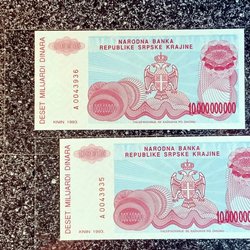 NARODNA BANKA
REPUBLIKE SRPSKE KRAJINE
DESET MILIJARDI DINARA
A 0043936
KNIN 1993.
10.000.000.000
NARODNA BANKA
REPUBLIKE SRPSKE KRAJINE
DESET MILIJARDI DINARA
A 0043935
KNIN 1993.
10.000.000.000